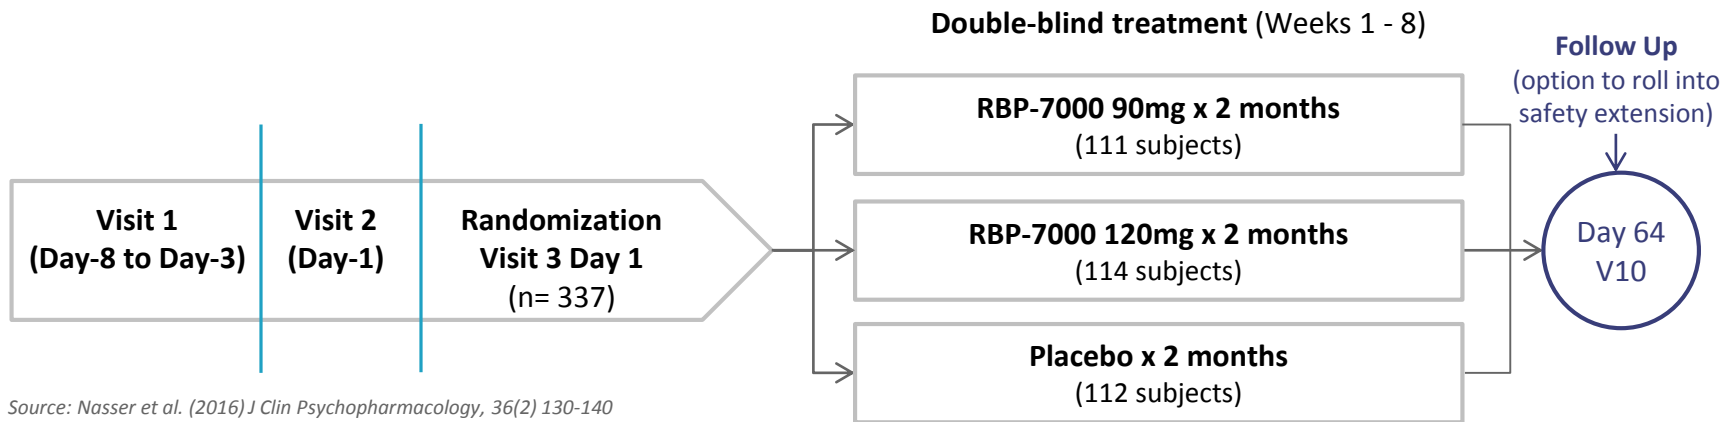 Double-blind treatment (Weeks 1 - 8)
Follow Up
(option to roll into
safety extension)
Visit 1
(Day-8 to Day-3)
Visit 2
(Day-1)
Randomization
Visit 3 Day 1
(n= 337)
RBP-7000 90mg x 2 months
(111 subjects)
RBP-7000 120mg x 2 months
(114 subjects)
Placebo x 2 months
(112 subjects)
Day 64
V10
Source: Nasser et al. (2016) J Clin Psychopharmacology, 36(2) 130-140